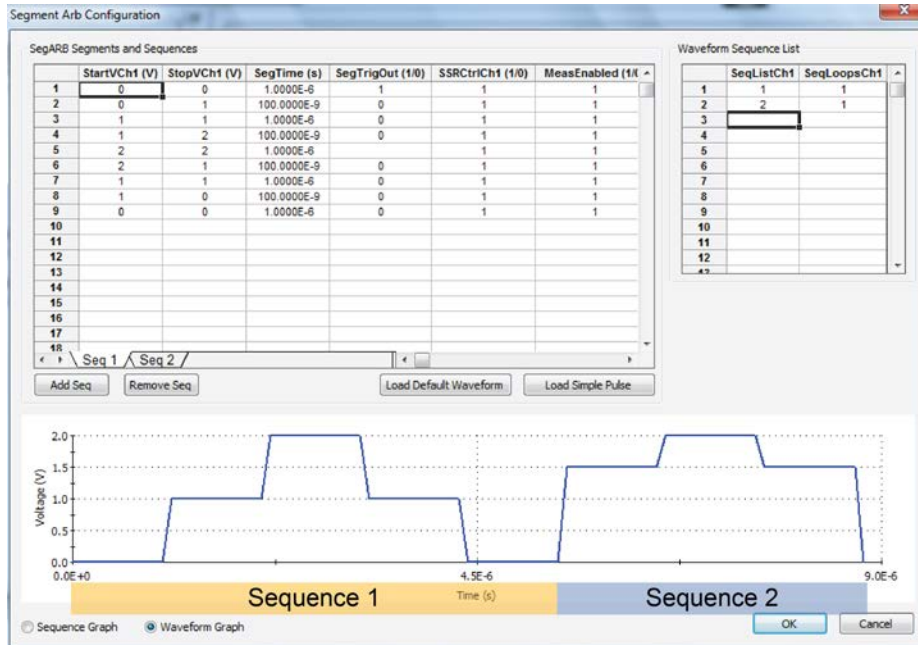 Segment Arb Configuration
SegARB Segments and Sequences
StartVCh1 (V) StopVCh1 (V) SegTime (s) SegTrigOut (1/0) SSRCtrlCh1 (1/0) MeasEnabled (1/(
1 0 0 1.0000E-6 1 1 1
2 0 1 100.0000E-9 0 1 1
3 1 1 1.0000E-6 0 1 1
4 1 2 100.0000E-9 0 1 1
5 2 2 1.0000E-6 1 1
6 2 1 100.0000E-9 0 1 1
7 1 1 1.0000E-6 0 1 1
8 1 0 100.0000E-9 0 1 1
9 0 0 1.0000E-6 0 1 1
10
11
12
13
14
15
16
17
18
Seq 1 Seq 2
Add Seq Remove Seq Load Default Waveform Load Simple Pulse
Waveform Sequence List
SeqListCh1 SeqLoopsCh1
1 1 1
2 2 1
3
4
5
6
7
8
9
10
11
12
2.0
1.5
1.0
0.5
0.0
Voltage (V)
0.0E+0 4.5E-6 9.0E-6
Sequence 1 Time (s) Sequence 2
Sequence Graph Waveform Graph OK Cancel